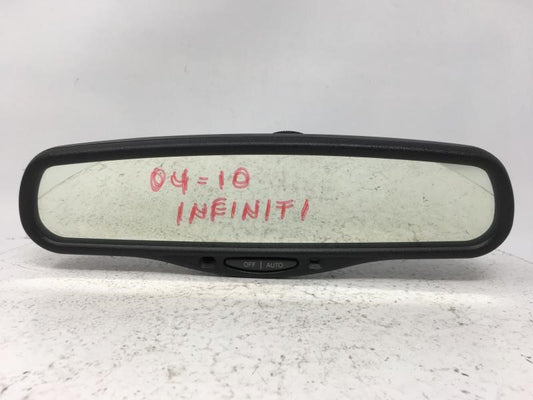 04=10
INFINITI
OFF | AUTO